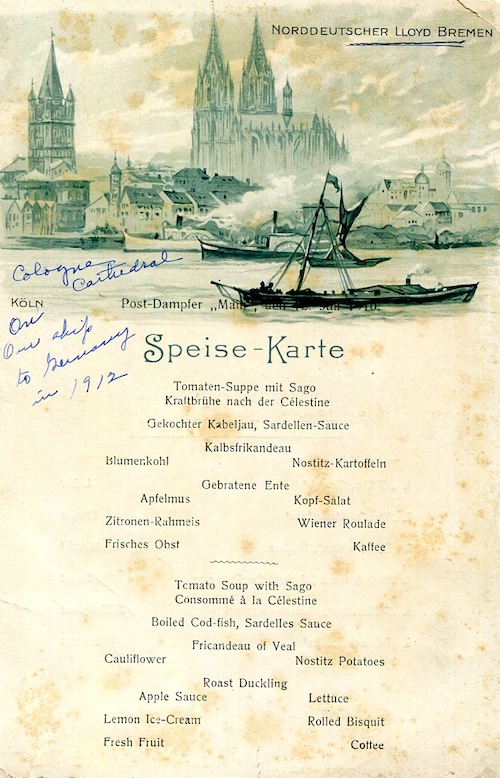 NORDDEUTSCHER LLOYD BREMEN
Cologne
Cathedral
KÖLN
Post-Dampfer „Main", den 1910.
On
Our ship
to Germany
in 1912
Speise-Karte
Tomaten-Suppe mit Sago
Kraftbrühe nach der Célestine
Gekochter Kabeljau, Sardellen-Sauce
Kalbsfrikandeau
Blumenkohl Nostitz-Kartoffeln
Gebratene Ente
Apfelmus Kopf-Salat
Zitronen-Rahmeis Wiener Roulade
Frisches Obst Kaffee
Tomato Soup with Sago
Consommé à la Célestine
Boiled Cod-fish, Sardelles Sauce
Fricandeau of Veal
Cauliflower Nostitz Potatoes
Roast Duckling
Apple Sauce Lettuce
Lemon Ice-Cream Rolled Bisquit
Fresh Fruit Coffee